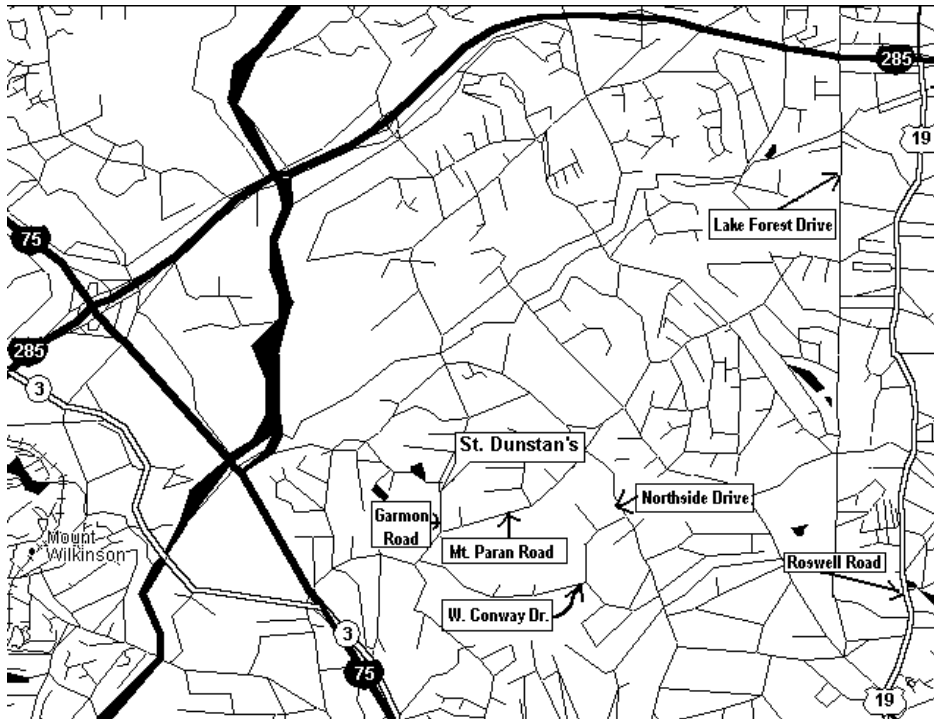 285
19
Lake Forest Drive
75
285
3
St. Dunstan's
Northside Drive
Garmon
Road
Mount
Wilkinson
Mt. Paran Road
Roswell Road
W. Conway Dr.
3
75
19